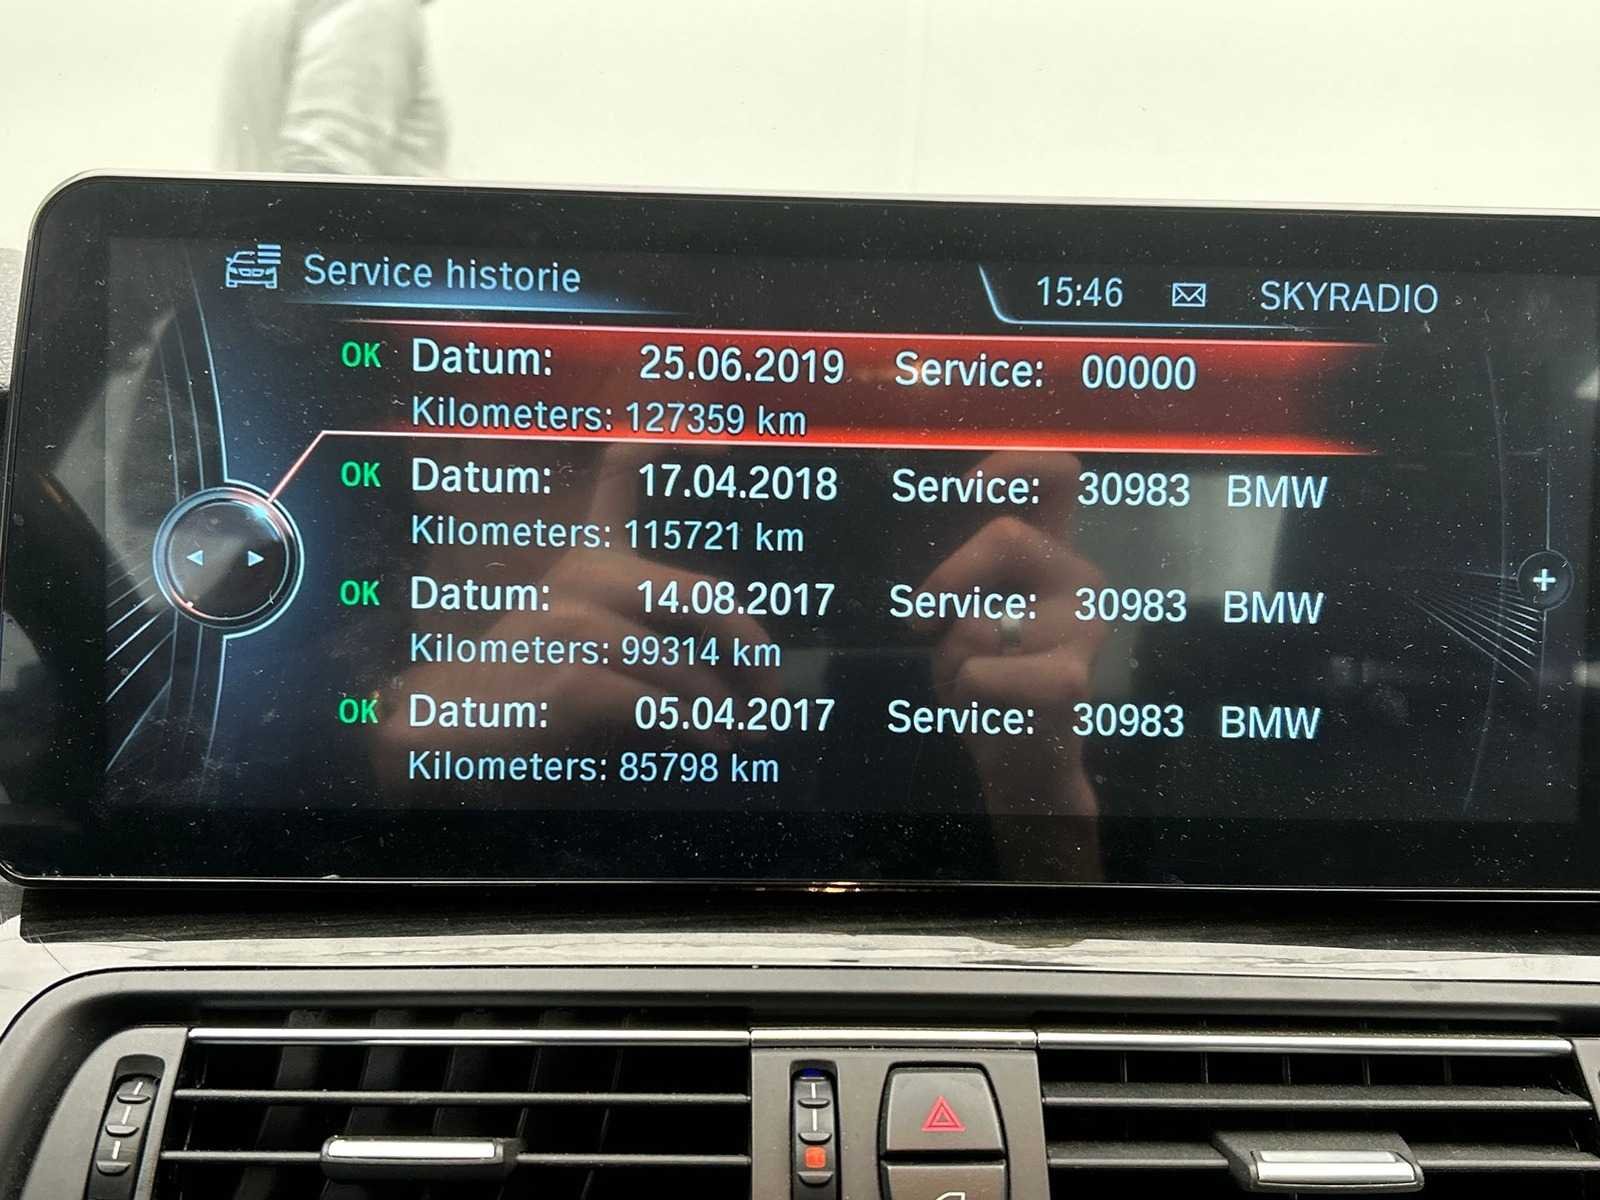 Service historie
15:46 SKYRADIO
OK Datum: 25.06.2019 Service: 00000
Kilometers: 127359 km
OK Datum: 17.04.2018 Service: 30983 BMW
Kilometers: 115721 km
OK Datum: 14.08.2017 Service: 30983 BMW
Kilometers: 99314 km
OK Datum: 05.04.2017 Service: 30983 BMW
Kilometers: 85798 km